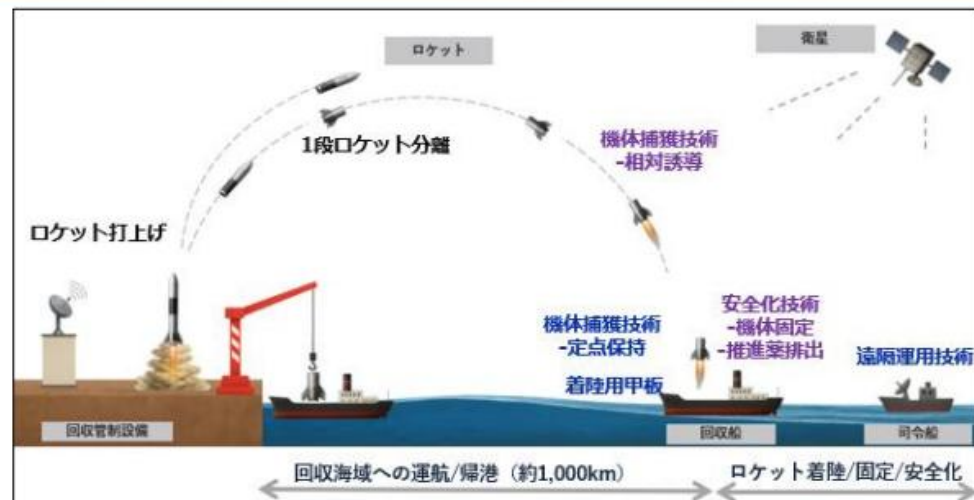 ロケット
衛星
1段ロケット分離
機体捕獲技術
-相対誘導
ロケット打上げ
機体捕獲技術
-定点保持
着陸用甲板
安全化技術
-機体固定
-推進薬排出
遠隔運用技術
回収管制設備
回収船
司令船
回収海域への運航/帰港（約1,000km）
ロケット着陸/固定/安全化